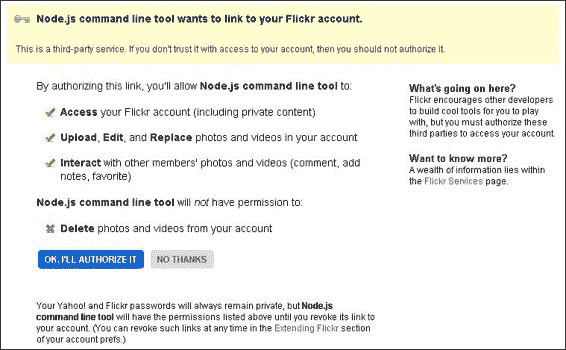 Node.js command line tool wants to link to your Flickr account.
This is a third-party service. If you don't trust it with access to your account, then you should not authorize it.
By authorizing this link, you'll allow Node.js command line tool to:
Access your Flickr account (including private content)
Upload, Edit, and Replace photos and videos in your account
Interact with other members' photos and videos (comment, add
notes, favorite)
Node.js command line tool will not have permission to:
Delete photos and videos from your account
OK, I'LL AUTHORIZE IT
NO THANKS
Your Yahoo! and Flickr passwords will always remain private, but Node.js
command line tool will have the permissions listed above until you revoke its link to
your account. (You can revoke such links at any time in the Extending Flickr section
of your account prefs.)
What's going on here?
Flickr encourages other developers
to build cool tools for you to play
with, but you must authorize these
third parties to access your account.
Want to know more?
A wealth of information lies within
the Flickr Services page.